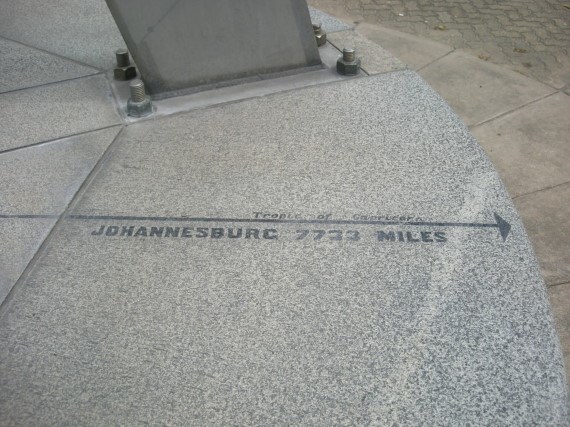 Tropic of Capricorn
JOHANNESBURG 7733 MILES